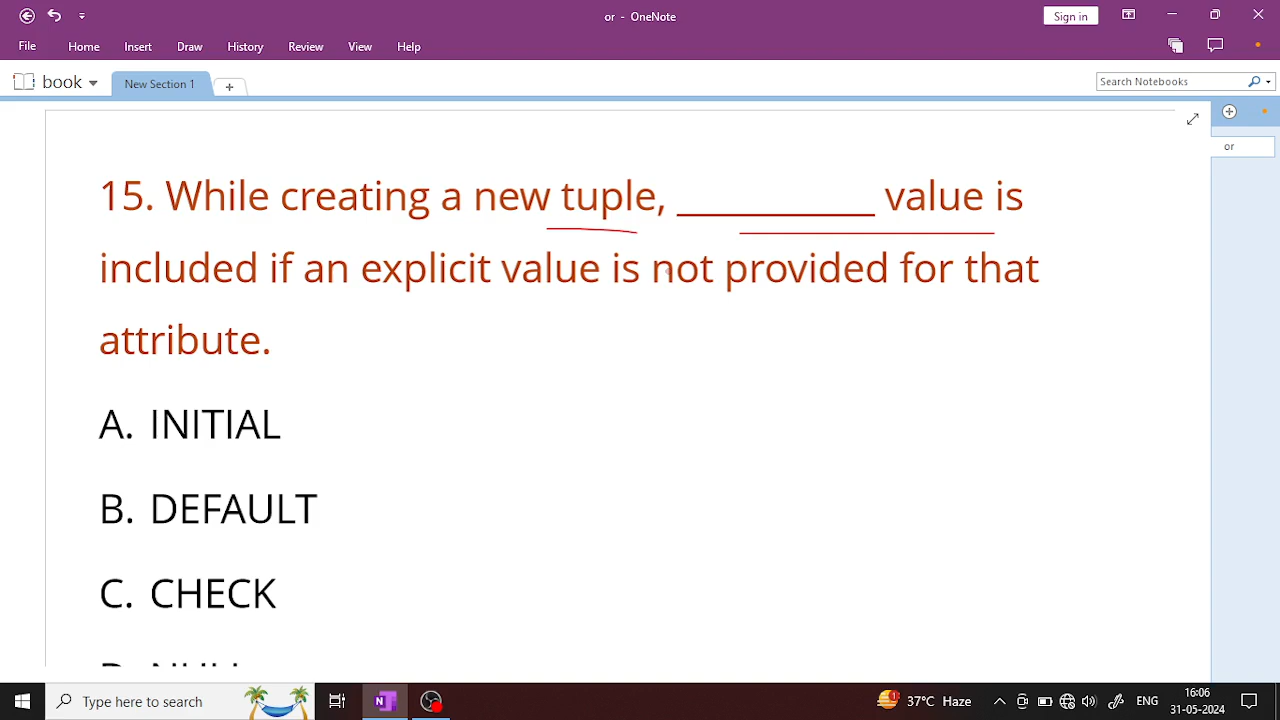 or - OneNote
Sign in
File Home Insert Draw History Review View Help
book New Section 1 Search Notebooks
or
15. While creating a new tuple, __________ value is
included if an explicit value is not provided for that
attribute.
A. INITIAL
B. DEFAULT
C. CHECK
Type here to search 37°C Haze ENG 16:06
31-05-2024